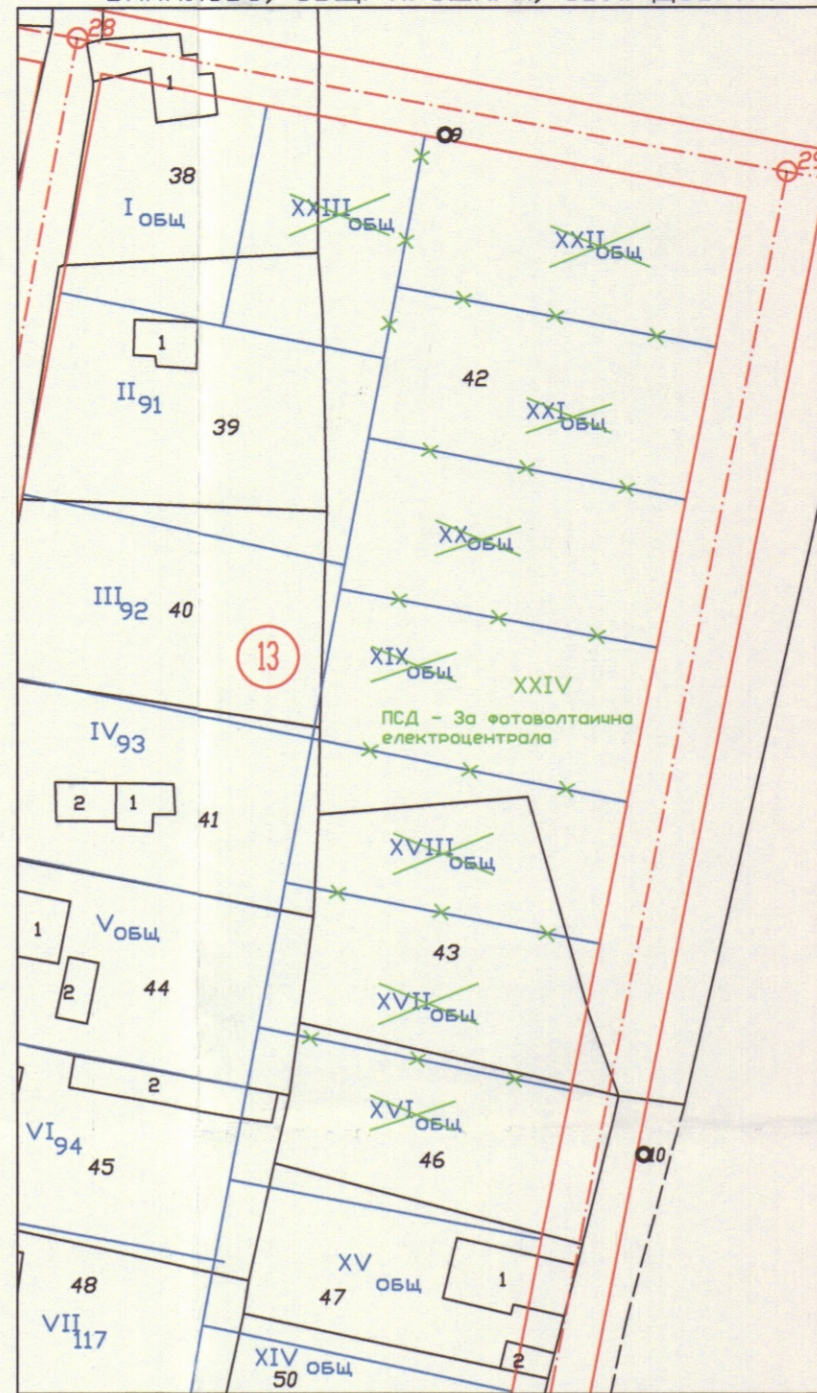 28
1
29
9
38
I ОБЩ
XXIII ОБЩ
XXII ОБЩ
1
42
II 91
39
XXI ОБЩ
XX ОБЩ
III 92
40
13
XIX ОБЩ
XXIV
ПСД - За фотоволтаична
електроцентрала
IV 93
2
1
41
XVIII ОБЩ
V ОБЩ
1
43
2
44
XVII ОБЩ
2
XVI ОБЩ
VI 94
45
46
10
XV ОБЩ
1
48
47
VII 117
XIV ОБЩ
2
50